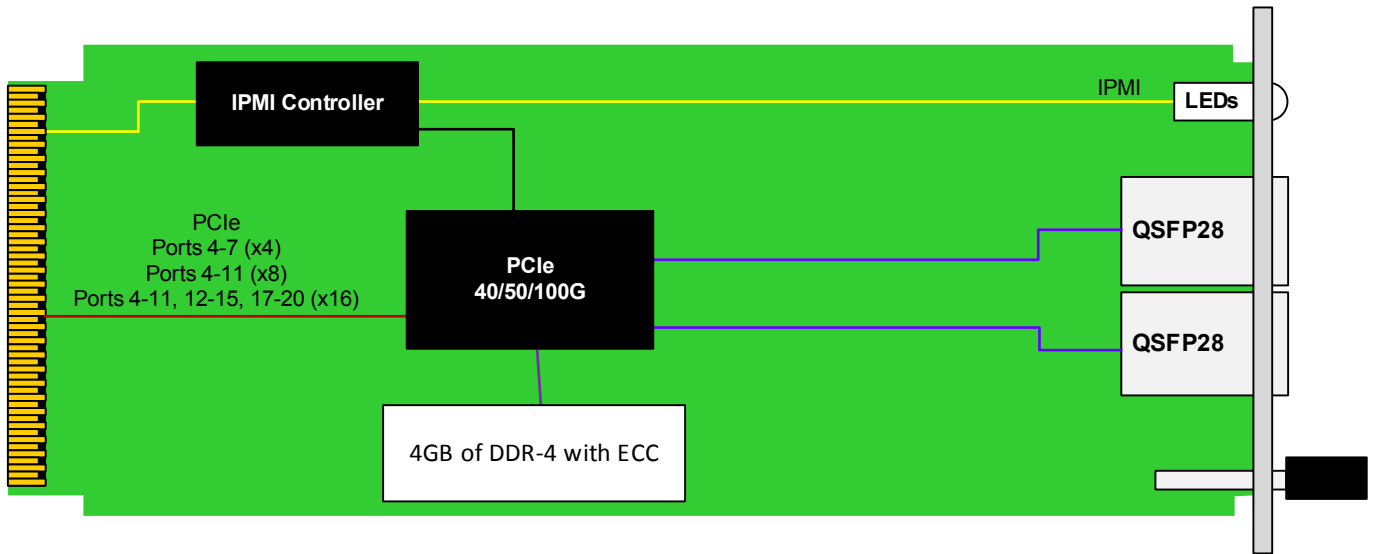 IPMI Controller
IPMI
LEDs
PCIe
Ports 4-7 (x4)
Ports 4-11 (x8)
Ports 4-11, 12-15, 17-20 (x16)
PCIe
40/50/100G
QSFP28
QSFP28
4GB of DDR-4 with ECC